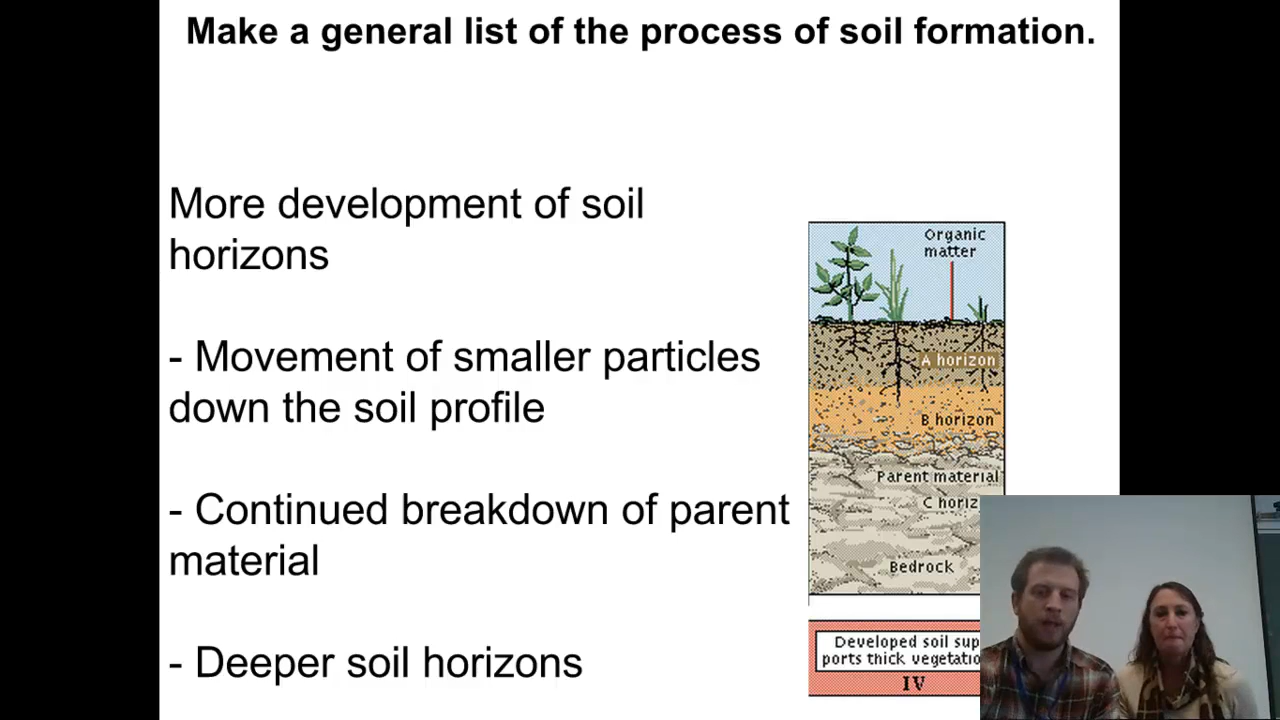 Make a general list of the process of soil formation.
More development of soil
horizons
- Movement of smaller particles
down the soil profile
- Continued breakdown of parent
material
- Deeper soil horizons
Organic
matter
A horizon
B horizon
Parent material
C horiz
Bedrock
Developed soil sup
ports thick vegetatio
IV